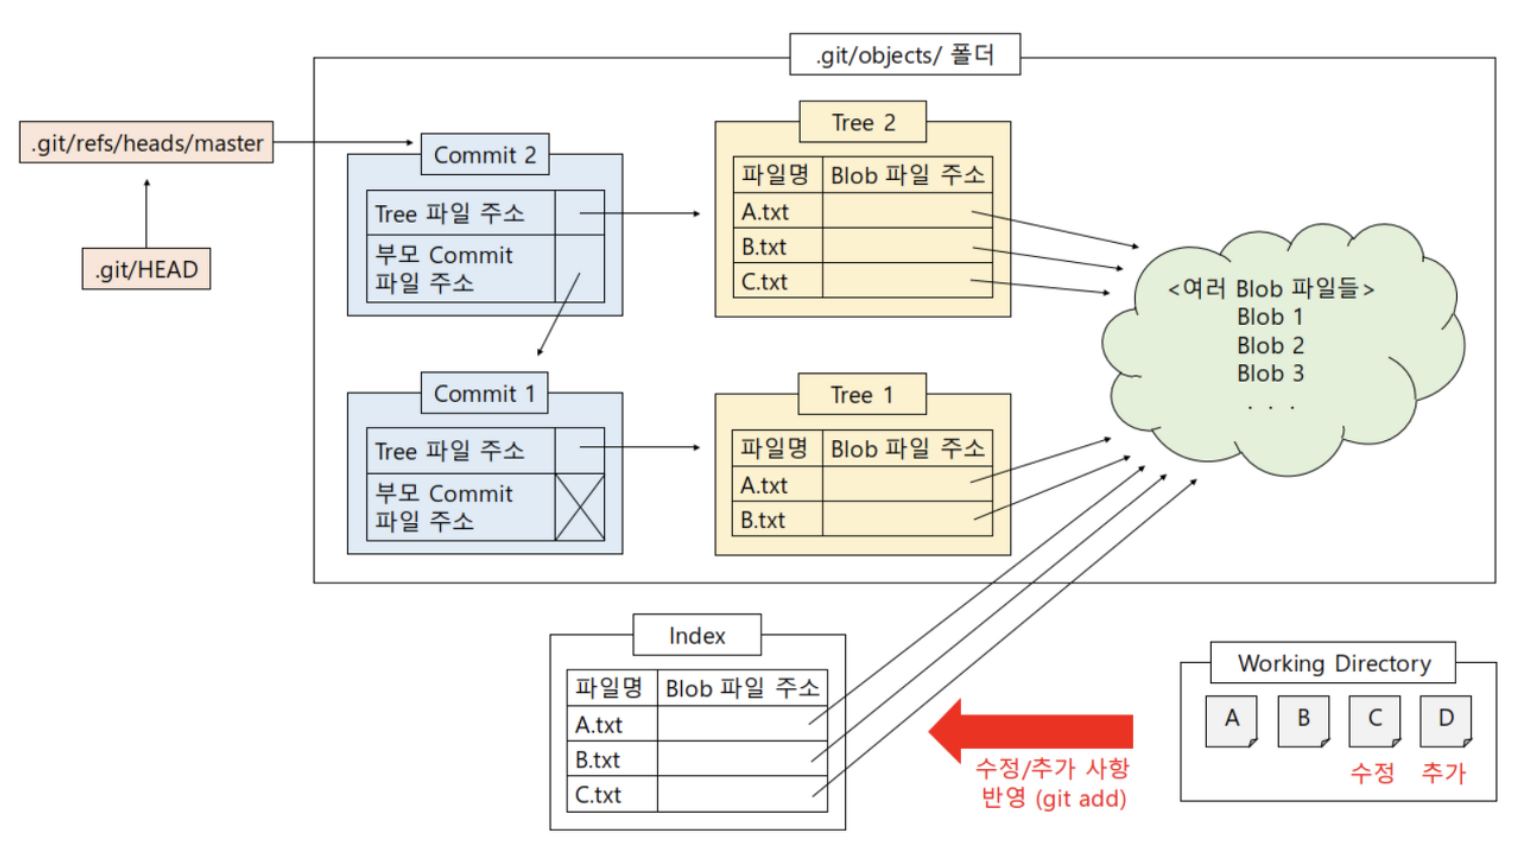 .git/objects/ 폴더
.git/refs/heads/master
.git/HEAD
Commit 2
Tree 파일 주소
부모 Commit
파일 주소
Tree 2
파일명 Blob 파일 주소
A.txt
B.txt
C.txt
<여러 Blob 파일들>
Blob 1
Blob 2
Blob 3
. . .
Commit 1
Tree 파일 주소
부모 Commit
파일 주소
Tree 1
파일명 Blob 파일 주소
A.txt
B.txt
Index
파일명 Blob 파일 주소
A.txt
B.txt
C.txt
수정/추가 사항
반영 (git add)
Working Directory
A B C D
수정 추가